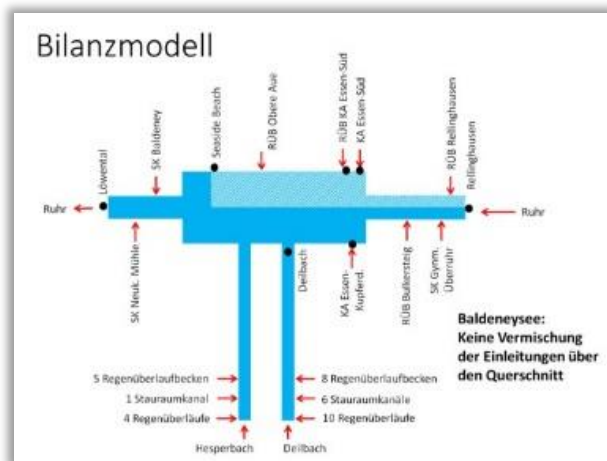 Bilanzmodell
Löwental
SK Baldeney
Seaside Beach
RÜB Obere Aue
RÜB KA Essen-Süd
KA Essen-Süd
RÜB Rellinghausen
Rellinghausen
Ruhr
Ruhr
SK Neuk. Mühle
Deilbach
KA Essen-
Kupferd.
RÜB Bulkersteig
SK Gynm.
Überruhr
Baldeneysee:
Keine Vermischung
der Einleitungen über
den Querschnitt
5 Regenüberlaufbecken
1 Stauraumkanal
4 Regenüberläufe
8 Regenüberlaufbecken
6 Stauraumkanäle
10 Regenüberläufe
Hesperbach
Deilbach